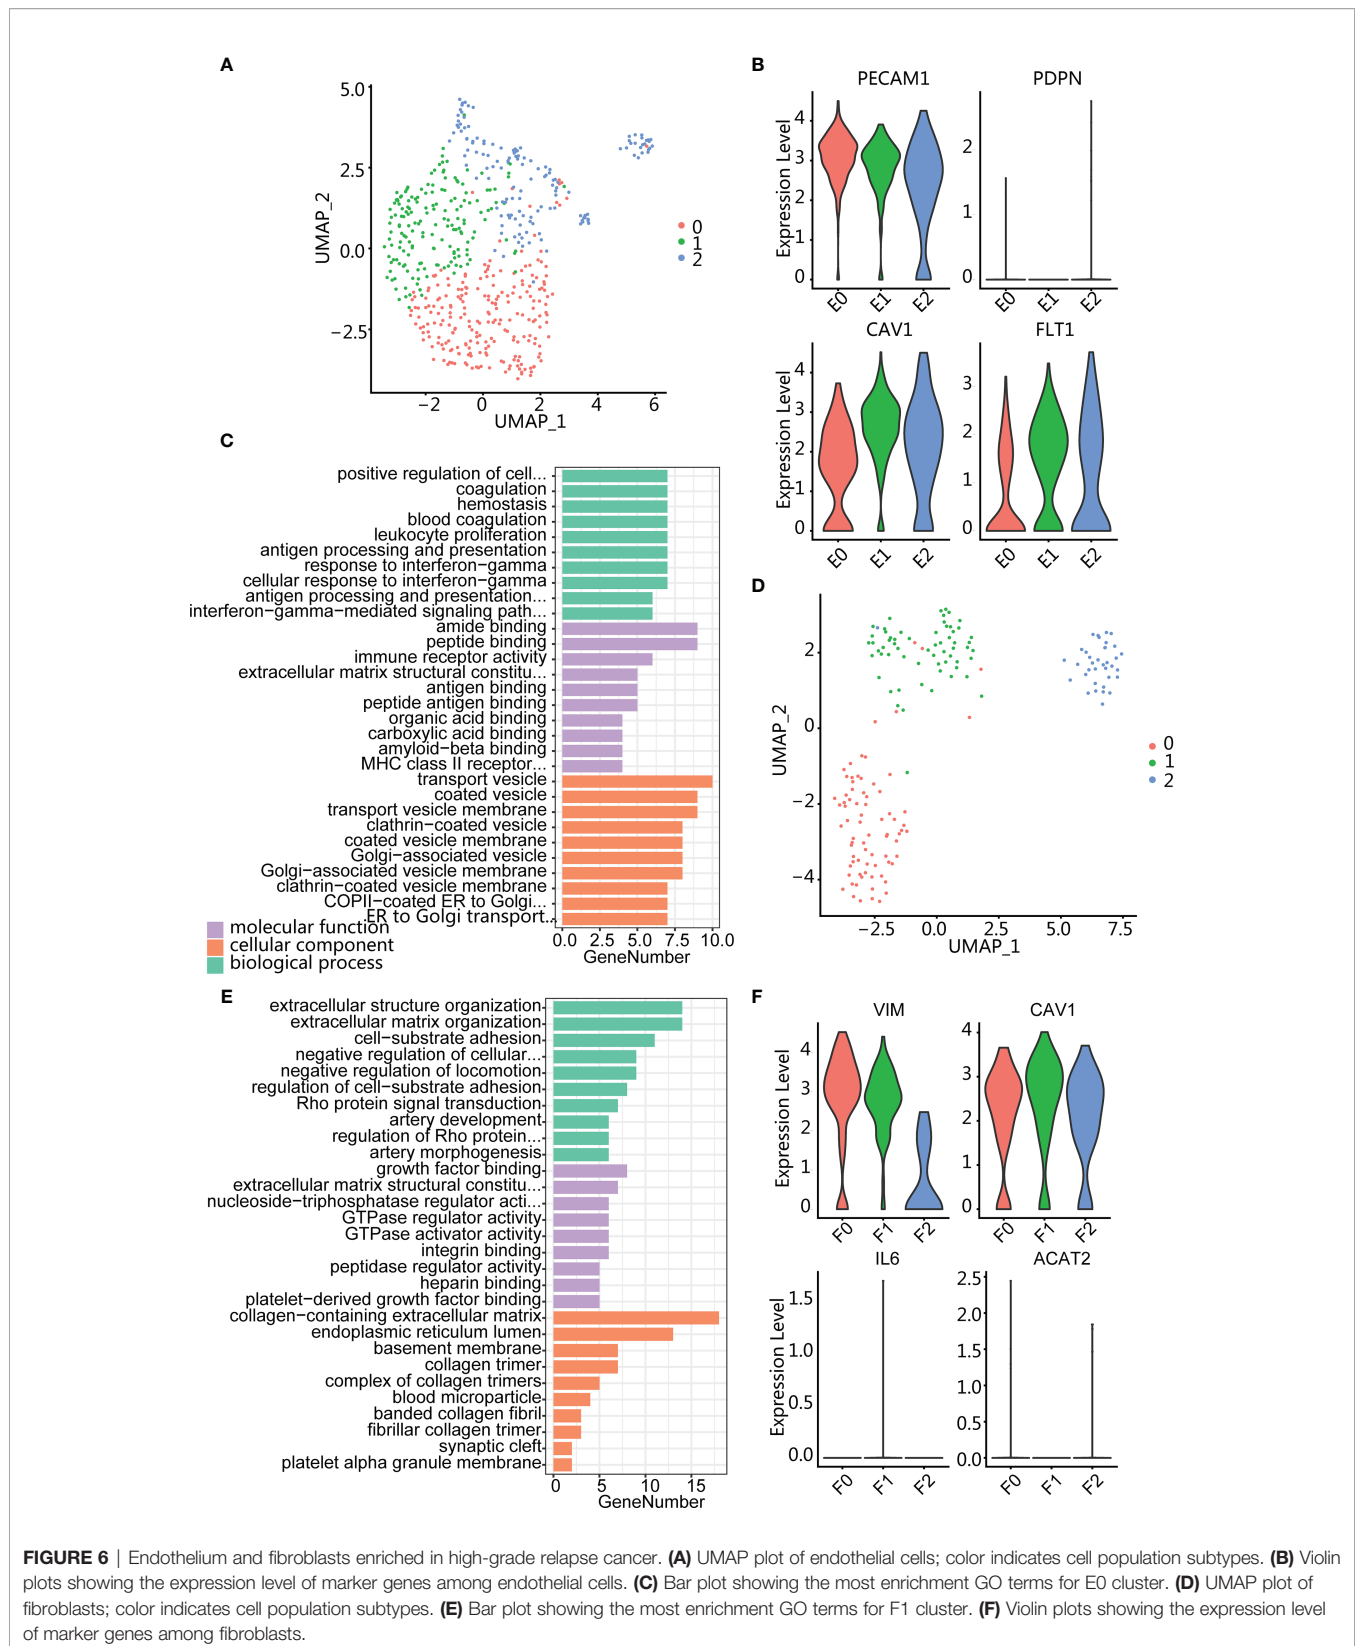 A
5.0
2.5
0.0
−2.5
UMAP_2
−2
0
2
4
6
UMAP_1
0
1
2
B
PECAM1
PDPN
Expression Level
4
3
2
1
0
2
1
0
E0
E1
E2
E0
E1
E2
CAV1
FLT1
Expression Level
4
3
2
1
0
3
2
1
0
E0
E1
E2
E0
E1
E2
C
positive regulation of cell...
coagulation
hemostasis
blood coagulation
leukocyte proliferation
antigen processing and presentation
response to interferon−gamma
cellular response to interferon−gamma
antigen processing and presentation...
interferon−gamma−mediated signaling path...
amide binding
peptide binding
immune receptor activity
extracellular matrix structural constitu...
antigen binding
peptide antigen binding
organic acid binding
carboxylic acid binding
amyloid−beta binding
MHC class II receptor...
transport vesicle
coated vesicle
transport vesicle membrane
clathrin−coated vesicle
coated vesicle membrane
Golgi−associated vesicle
Golgi−associated vesicle membrane
clathrin−coated vesicle membrane
COPII−coated ER to Golgi...
ER to Golgi transport...
molecular function
cellular component
biological process
0.0
2.5
5.0
7.5
10.0
GeneNumber
D
2
0
−2
−4
UMAP_2
−2.5
0.0
2.5
5.0
7.5
UMAP_1
0
1
2
E
extracellular structure organization
extracellular matrix organization
cell−substrate adhesion
negative regulation of cellular...
negative regulation of locomotion
regulation of cell−substrate adhesion
Rho protein signal transduction
artery development
regulation of Rho protein...
artery morphogenesis
growth factor binding
extracellular matrix structural constitu...
nucleoside−triphosphatase regulator acti...
GTPase regulator activity
GTPase activator activity
integrin binding
peptidase regulator activity
heparin binding
platelet−derived growth factor binding
collagen−containing extracellular matrix
endoplasmic reticulum lumen
basement membrane
collagen trimer
complex of collagen trimers
blood microparticle
banded collagen fibril
fibrillar collagen trimer
synaptic cleft
platelet alpha granule membrane
0
5
10
15
GeneNumber
F
VIM
CAV1
Expression Level
4
3
2
1
0
4
3
2
1
0
F0
F1
F2
F0
F1
F2
IL6
ACAT2
Expression Level
1.5
1.0
0.5
0.0
2.5
2.0
1.5
1.0
0.5
0.0
F0
F1
F2
F0
F1
F2
FIGURE 6 | Endothelium and fibroblasts enriched in high-grade relapse cancer. (A) UMAP plot of endothelial cells; color indicates cell population subtypes. (B) Violin
plots showing the expression level of marker genes among endothelial cells. (C) Bar plot showing the most enrichment GO terms for E0 cluster. (D) UMAP plot of
fibroblasts; color indicates cell population subtypes. (E) Bar plot showing the most enrichment GO terms for F1 cluster. (F) Violin plots showing the expression level
of marker genes among fibroblasts.